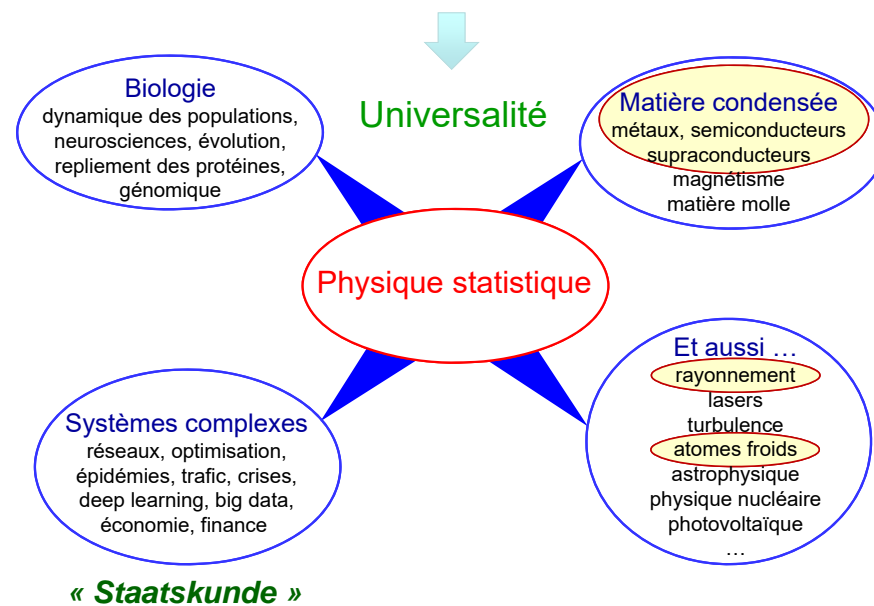 Universalité
Biologie
dynamique des populations,
neurosciences, évolution,
repliement des protéines,
génomique
Matière condensée
métaux, semiconducteurs
supraconducteurs
magnétisme
matière molle
Physique statistique
Systèmes complexes
réseaux, optimisation,
épidémies, trafic, crises,
deep learning, big data,
économie, finance
Et aussi …
rayonnement
lasers
turbulence
atomes froids
astrophysique
physique nucléaire
photovoltaïque
…
« Staatskunde »